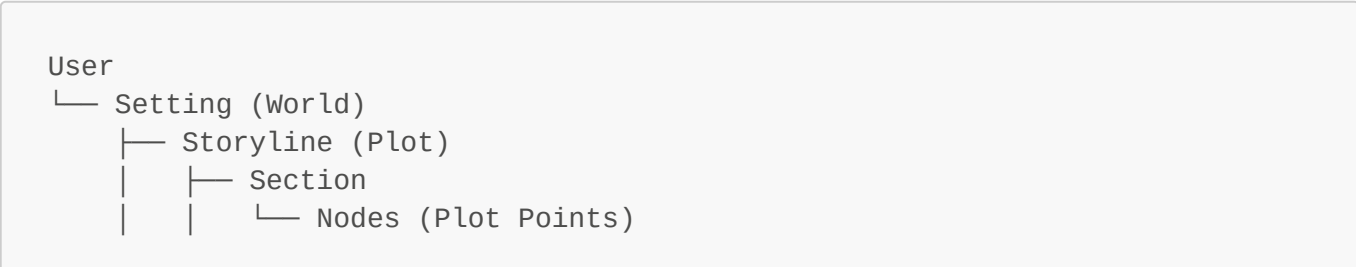 User
└── Setting (World)
    ├── Storyline (Plot)
    │   ├── Section
    │   │   └── Nodes (Plot Points)